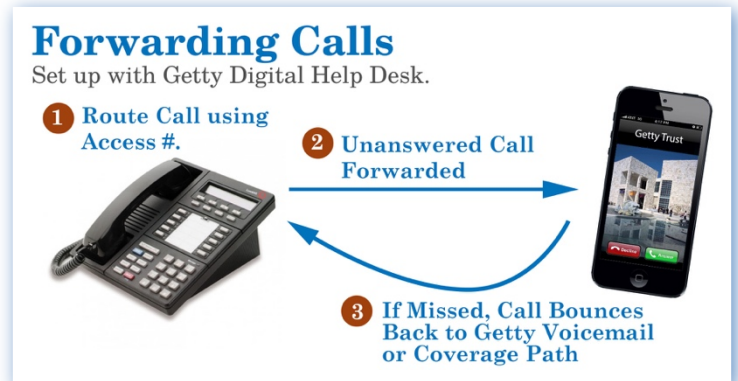 Forwarding Calls
Set up with Getty Digital Help Desk.
1 Route Call using
Access #.
2 Unanswered Call
Forwarded
Getty Trust
Decline
3 If Missed, Call Bounces
Back to Getty Voicemail
or Coverage Path